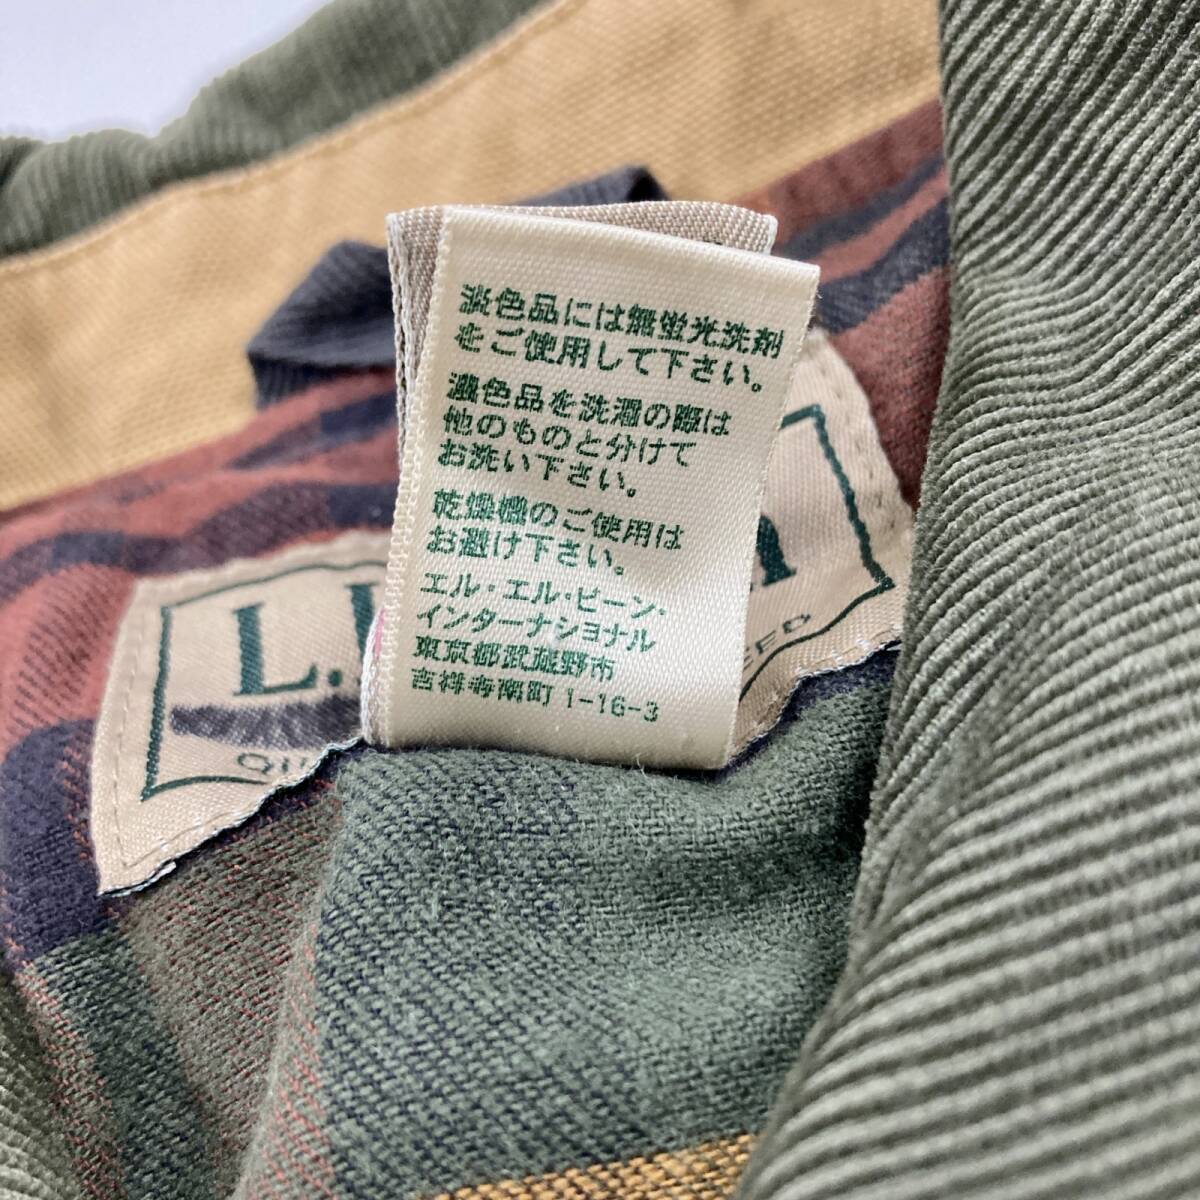 淡色品には無蛍光洗剤
をご使用して下さい。
濃色品を洗濯の際は
他のものと分けて
お洗い下さい。
乾燥機のご使用は
お避け下さい。
エル・エル・ビーン・
インターナショナル
東京都武蔵野市
吉祥寺南町 1-16-3
L.